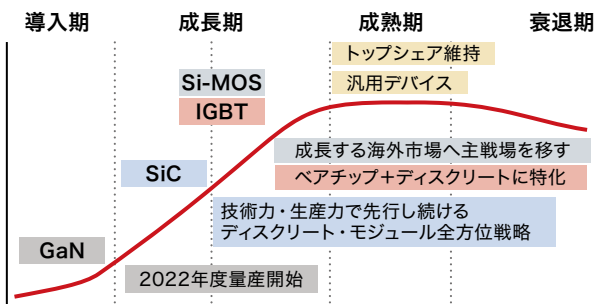 導入期 成長期 成熟期 衰退期
トップシェア維持
Si-MOS 汎用デバイス
IGBT
成長する海外市場へ主戦場を移す
SiC ベアチップ+ディスクリートに特化
技術力・生産力で先行し続ける
ディスクリート・モジュール全方位戦略
GaN
2022年度量産開始